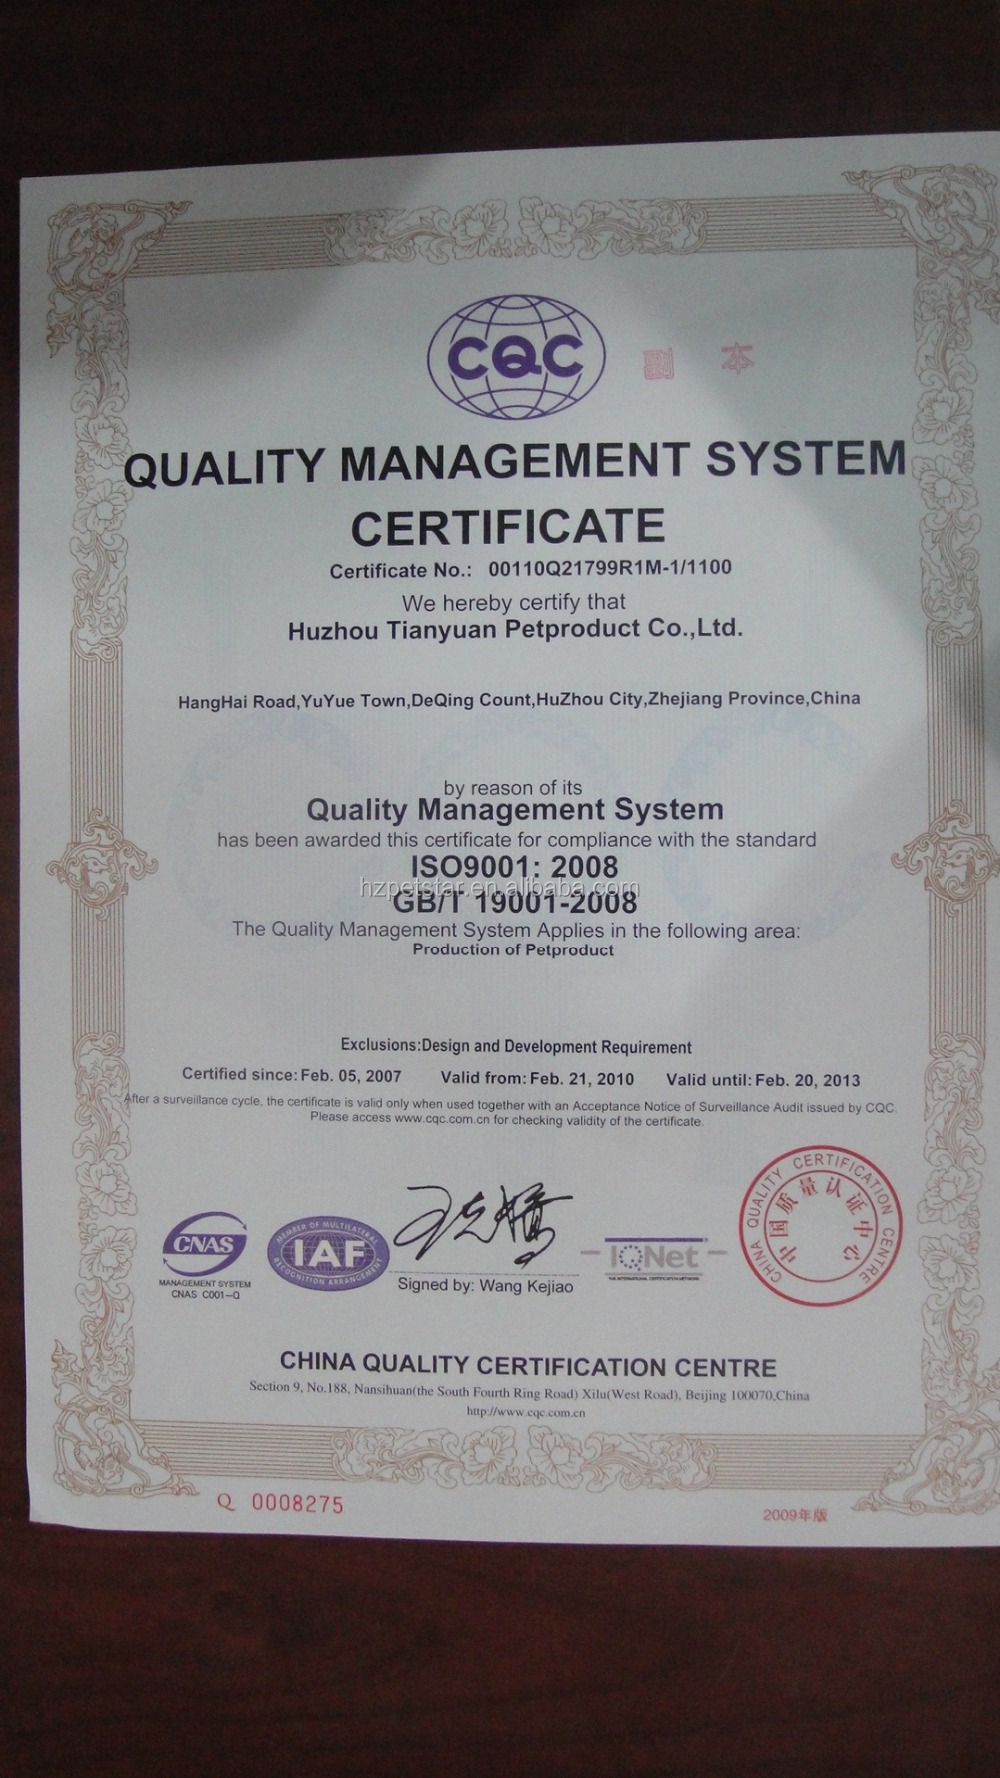 CQC
副 本
QUALITY MANAGEMENT SYSTEM
CERTIFICATE
Certificate No.: 00110Q21799R1M-1/1100
We hereby certify that
Huzhou Tianyuan Petproduct Co.,Ltd.
HangHai Road,YuYue Town,DeQing Count,HuZhou City,Zhejiang Province,China
by reason of its
Quality Management System
has been awarded this certificate for compliance with the standard
ISO9001: 2008
hzpetstar.en.alibaba.com
GB/T 19001-2008
The Quality Management System Applies in the following area:
Production of Petproduct
Exclusions:Design and Development Requirement
Certified since: Feb. 05, 2007 Valid from: Feb. 21, 2010 Valid until: Feb. 20, 2013
After a surveillance cycle, the certificate is valid only when used together with an Acceptance Notice of Surveillance Audit issued by CQC.
Please access www.cqc.com.cn for checking validity of the certificate.
CNAS
MANAGEMENT SYSTEM
CNAS C001-Q
MEMBER OF MULTILATERAL
IAF
RECOGNITION ARRANGEMENT
Signed by: Wang Kejiao
IQNet
THE INTERNATIONAL CERTIFICATION NETWORK
CHINA QUALITY CERTIFICATION CENTRE
中国质量认证中心
CHINA QUALITY CERTIFICATION CENTRE
Section 9, No.188, Nansihuan(the South Fourth Ring Road) Xilu(West Road), Beijing 100070,China
http://www.cqc.com.cn
Q 0008275
2009年版